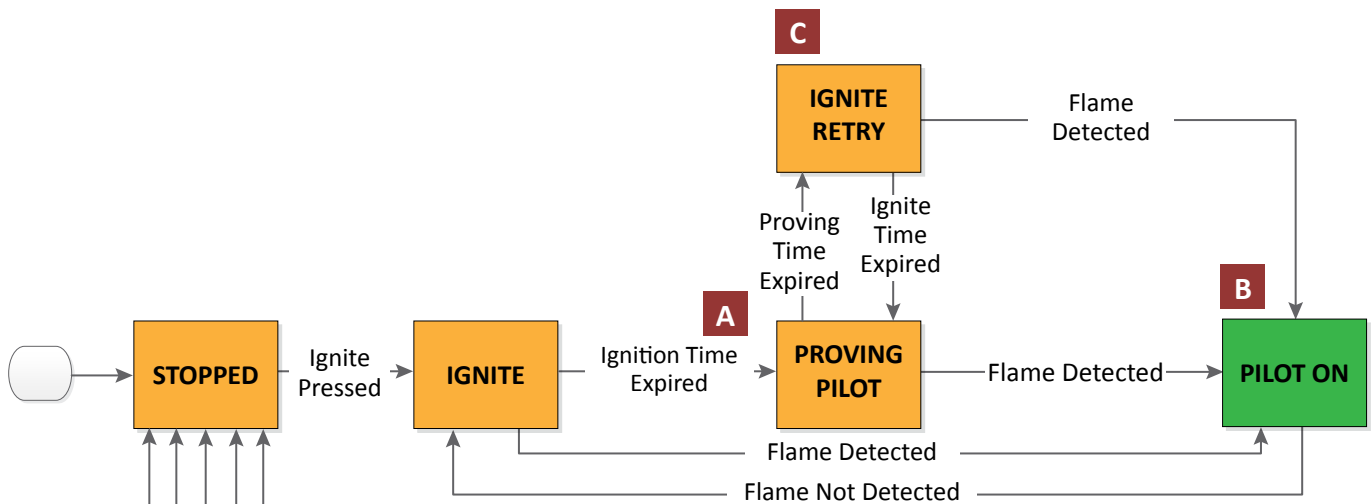 C
IGNITE
RETRY
Flame
Detected
Proving
Time
Expired
Ignite
Time
Expired
A
B
STOPPED
Ignite
Pressed
IGNITE
Ignition Time
Expired
PROVING
PILOT
Flame Detected
PILOT ON
Flame Detected
Flame Not Detected